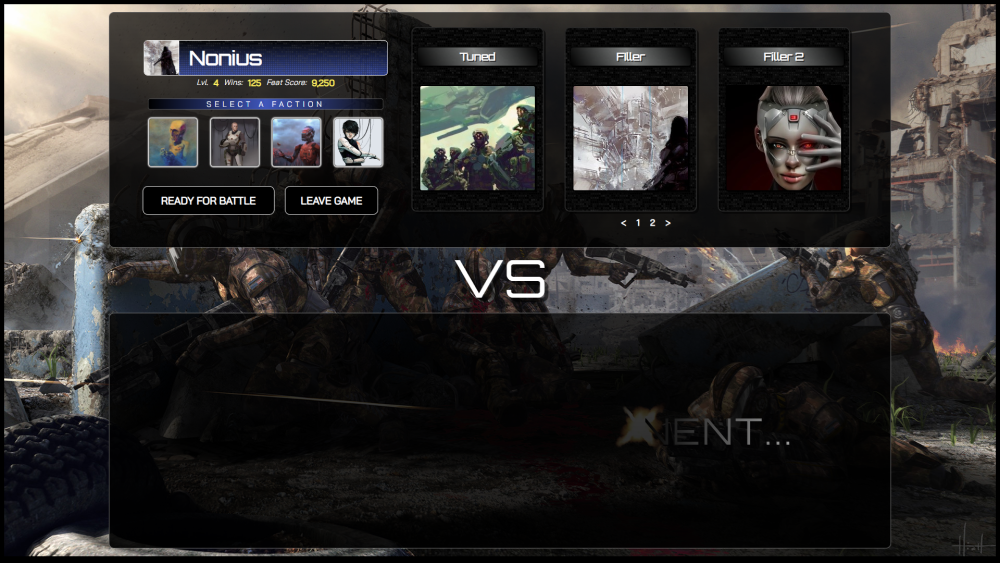 Nonius
Lvl: 4 Wins: 125 Feat Score: 9,250
SELECT A FACTION
READY FOR BATTLE
LEAVE GAME
Tuned
Filler
Filler 2
< 1 2 >
VS
ENT...